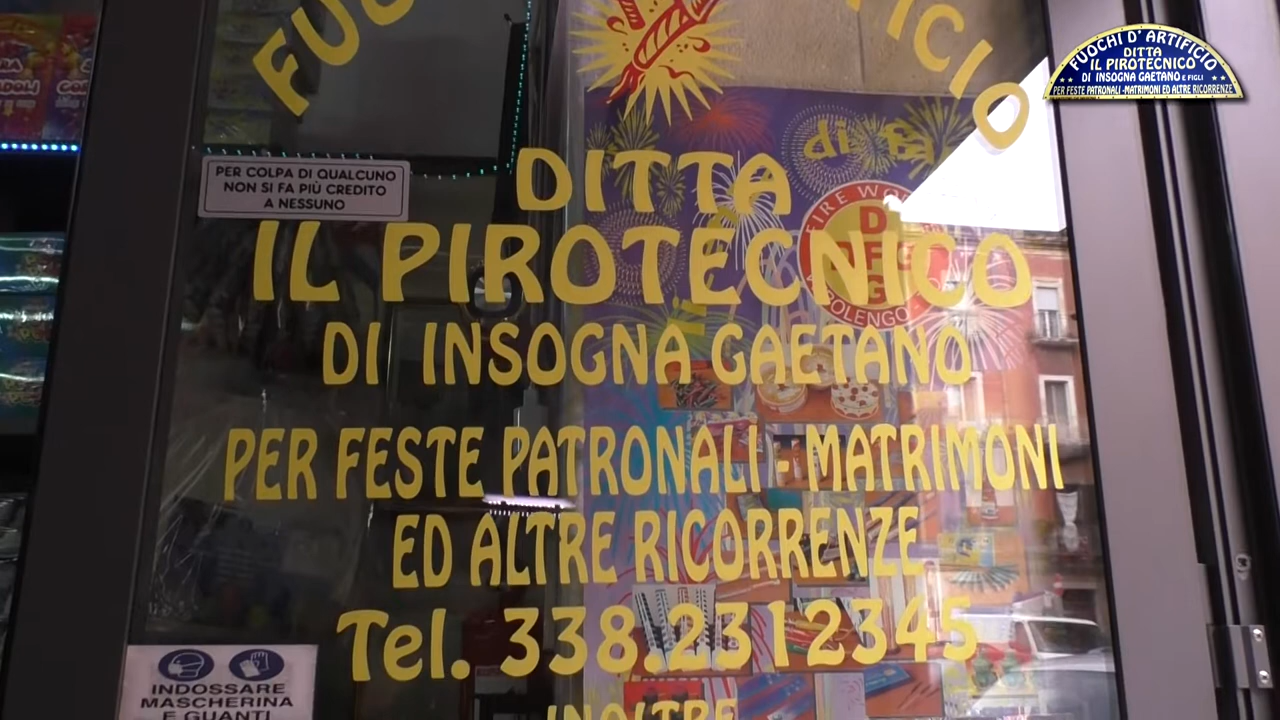 FUOCHI D' ARTIFICIO
DITTA
IL PIROTECNICO
DI INSOGNA GAETANO E FIGLI
PER FESTE PATRONALI -MATRIMONI ED ALTRE RICORRENZE
PER COLPA DI QUALCUNO
NON SI FA PIÙ CREDITO
A NESSUNO
DITTA
IL PIROTECNICO
DI INSOGNA GAETANO
PER FESTE PATRONALI - MATRIMONI
ED ALTRE RICORRENZE
Tel. 338.2312345
INOLTRE
INDOSSARE
MASCHERINA
E GUANTI